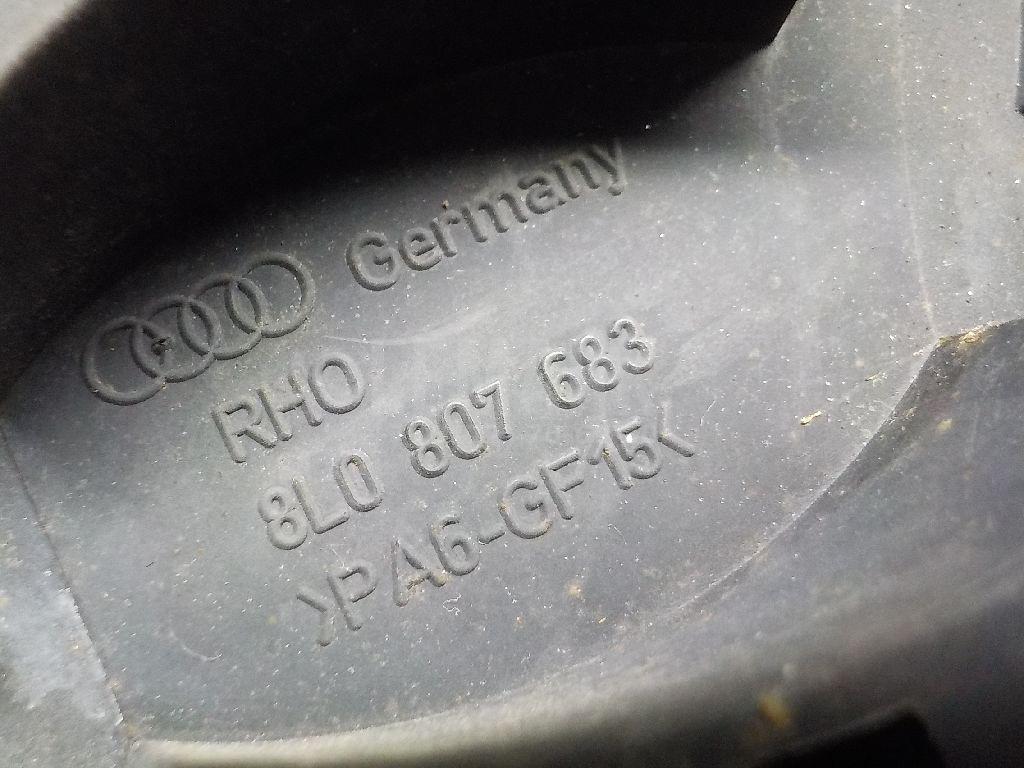 Germany
RHO
8L0 807 683
>PA6-GF15<